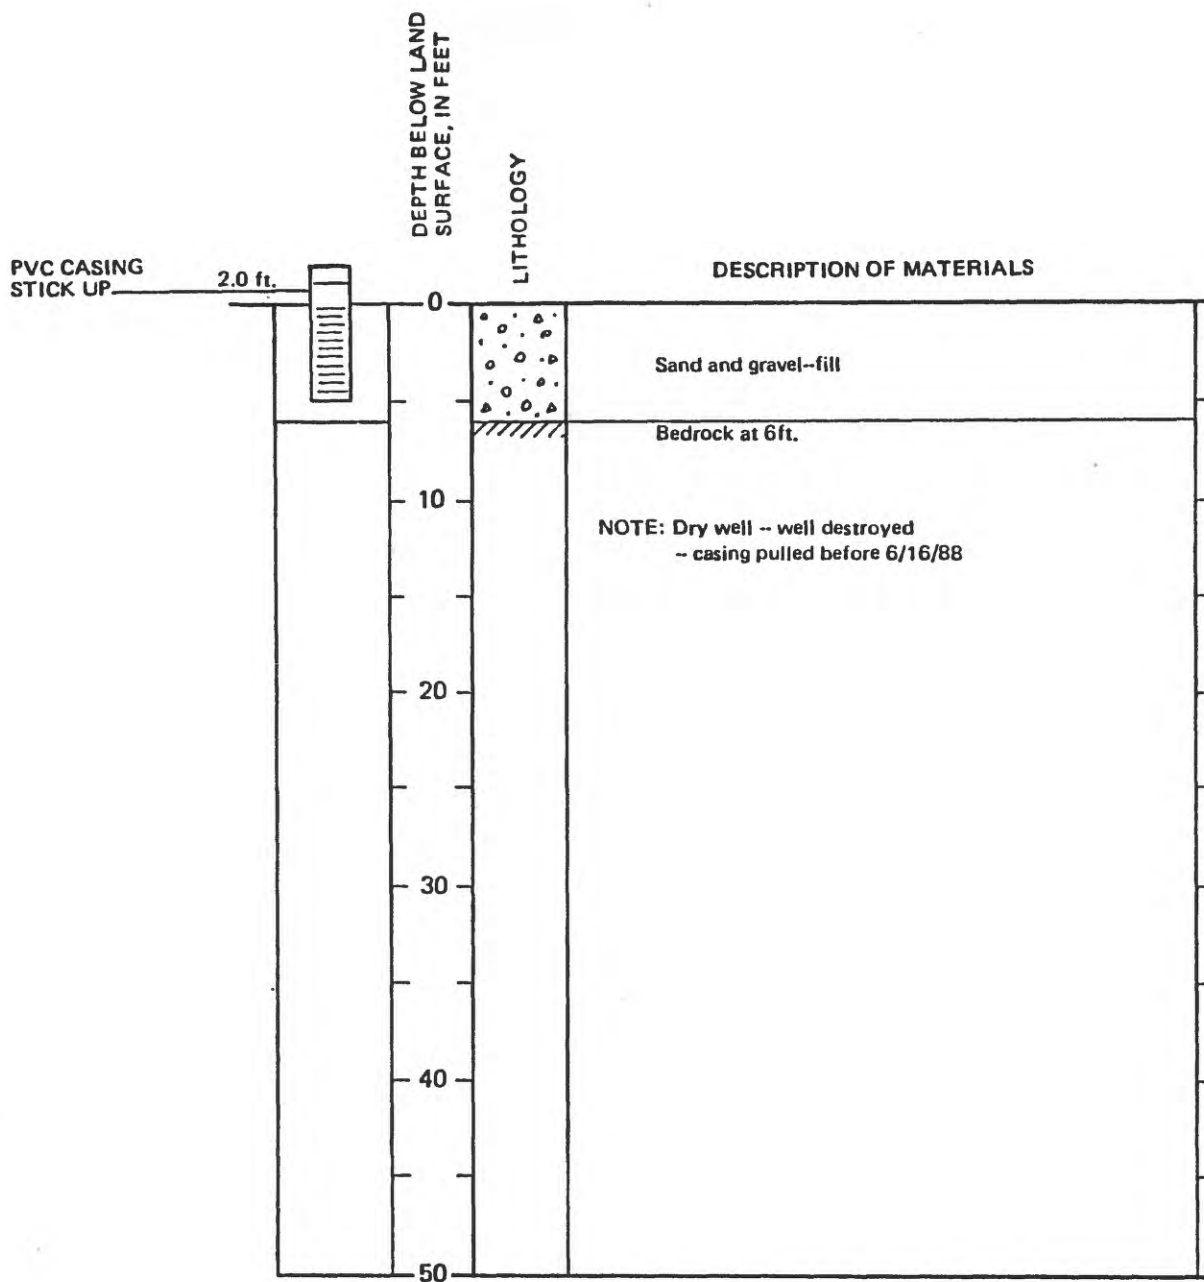 DEPTH BELOW LAND
SURFACE, IN FEET
LITHOLOGY
PVC CASING
STICK UP
2.0 ft.
DESCRIPTION OF MATERIALS
0
Sand and gravel--fill
Bedrock at 6ft.
10
NOTE: Dry well -- well destroyed
-- casing pulled before 6/16/88
20
30
40
50